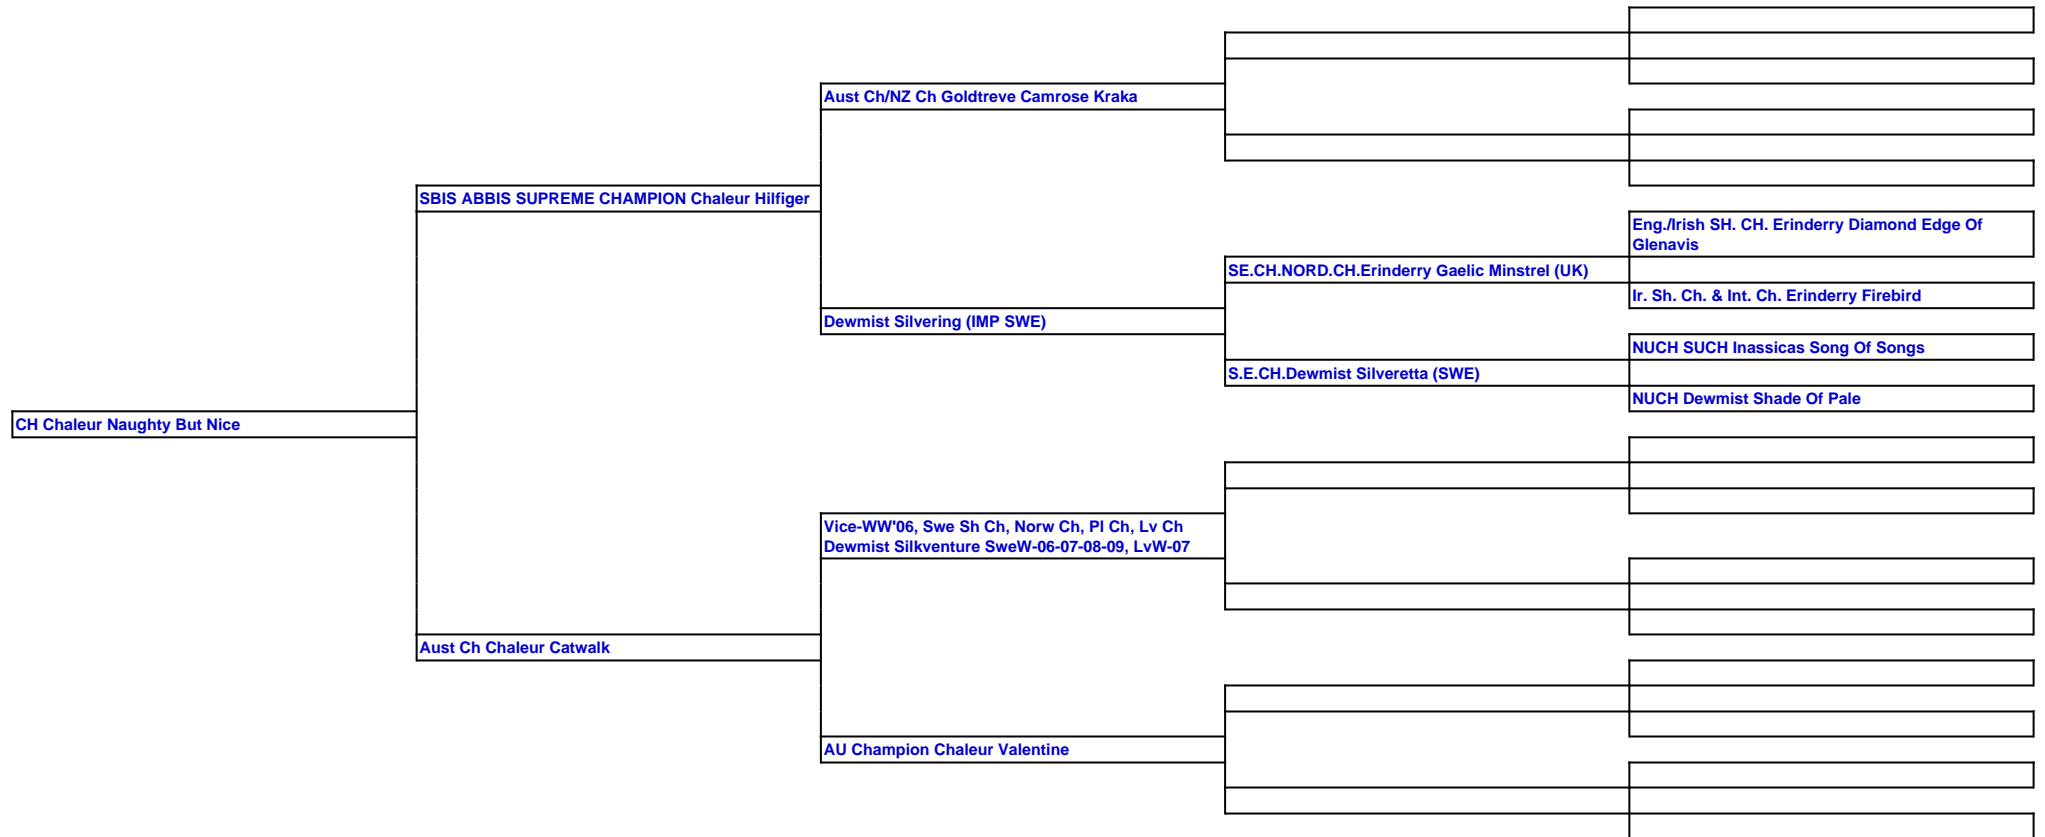 Aust Ch/NZ Ch Goldtreve Camrose Kraka
SBIS ABBIS SUPREME CHAMPION Chaleur Hilfiger
Eng./Irish SH. CH. Erinderry Diamond Edge Of
Glenavis
SE.CH.NORD.CH.Erinderry Gaelic Minstrel (UK)
Ir. Sh. Ch. & Int. Ch. Erinderry Firebird
Dewmist Silvering (IMP SWE)
NUCH SUCH Inassicas Song Of Songs
S.E.CH.Dewmist Silveretta (SWE)
NUCH Dewmist Shade Of Pale
CH Chaleur Naughty But Nice
Vice-WW'06, Swe Sh Ch, Norw Ch, Pl Ch, Lv Ch
Dewmist Silkventure SweW-06-07-08-09, LvW-07
Aust Ch Chaleur Catwalk
AU Champion Chaleur Valentine